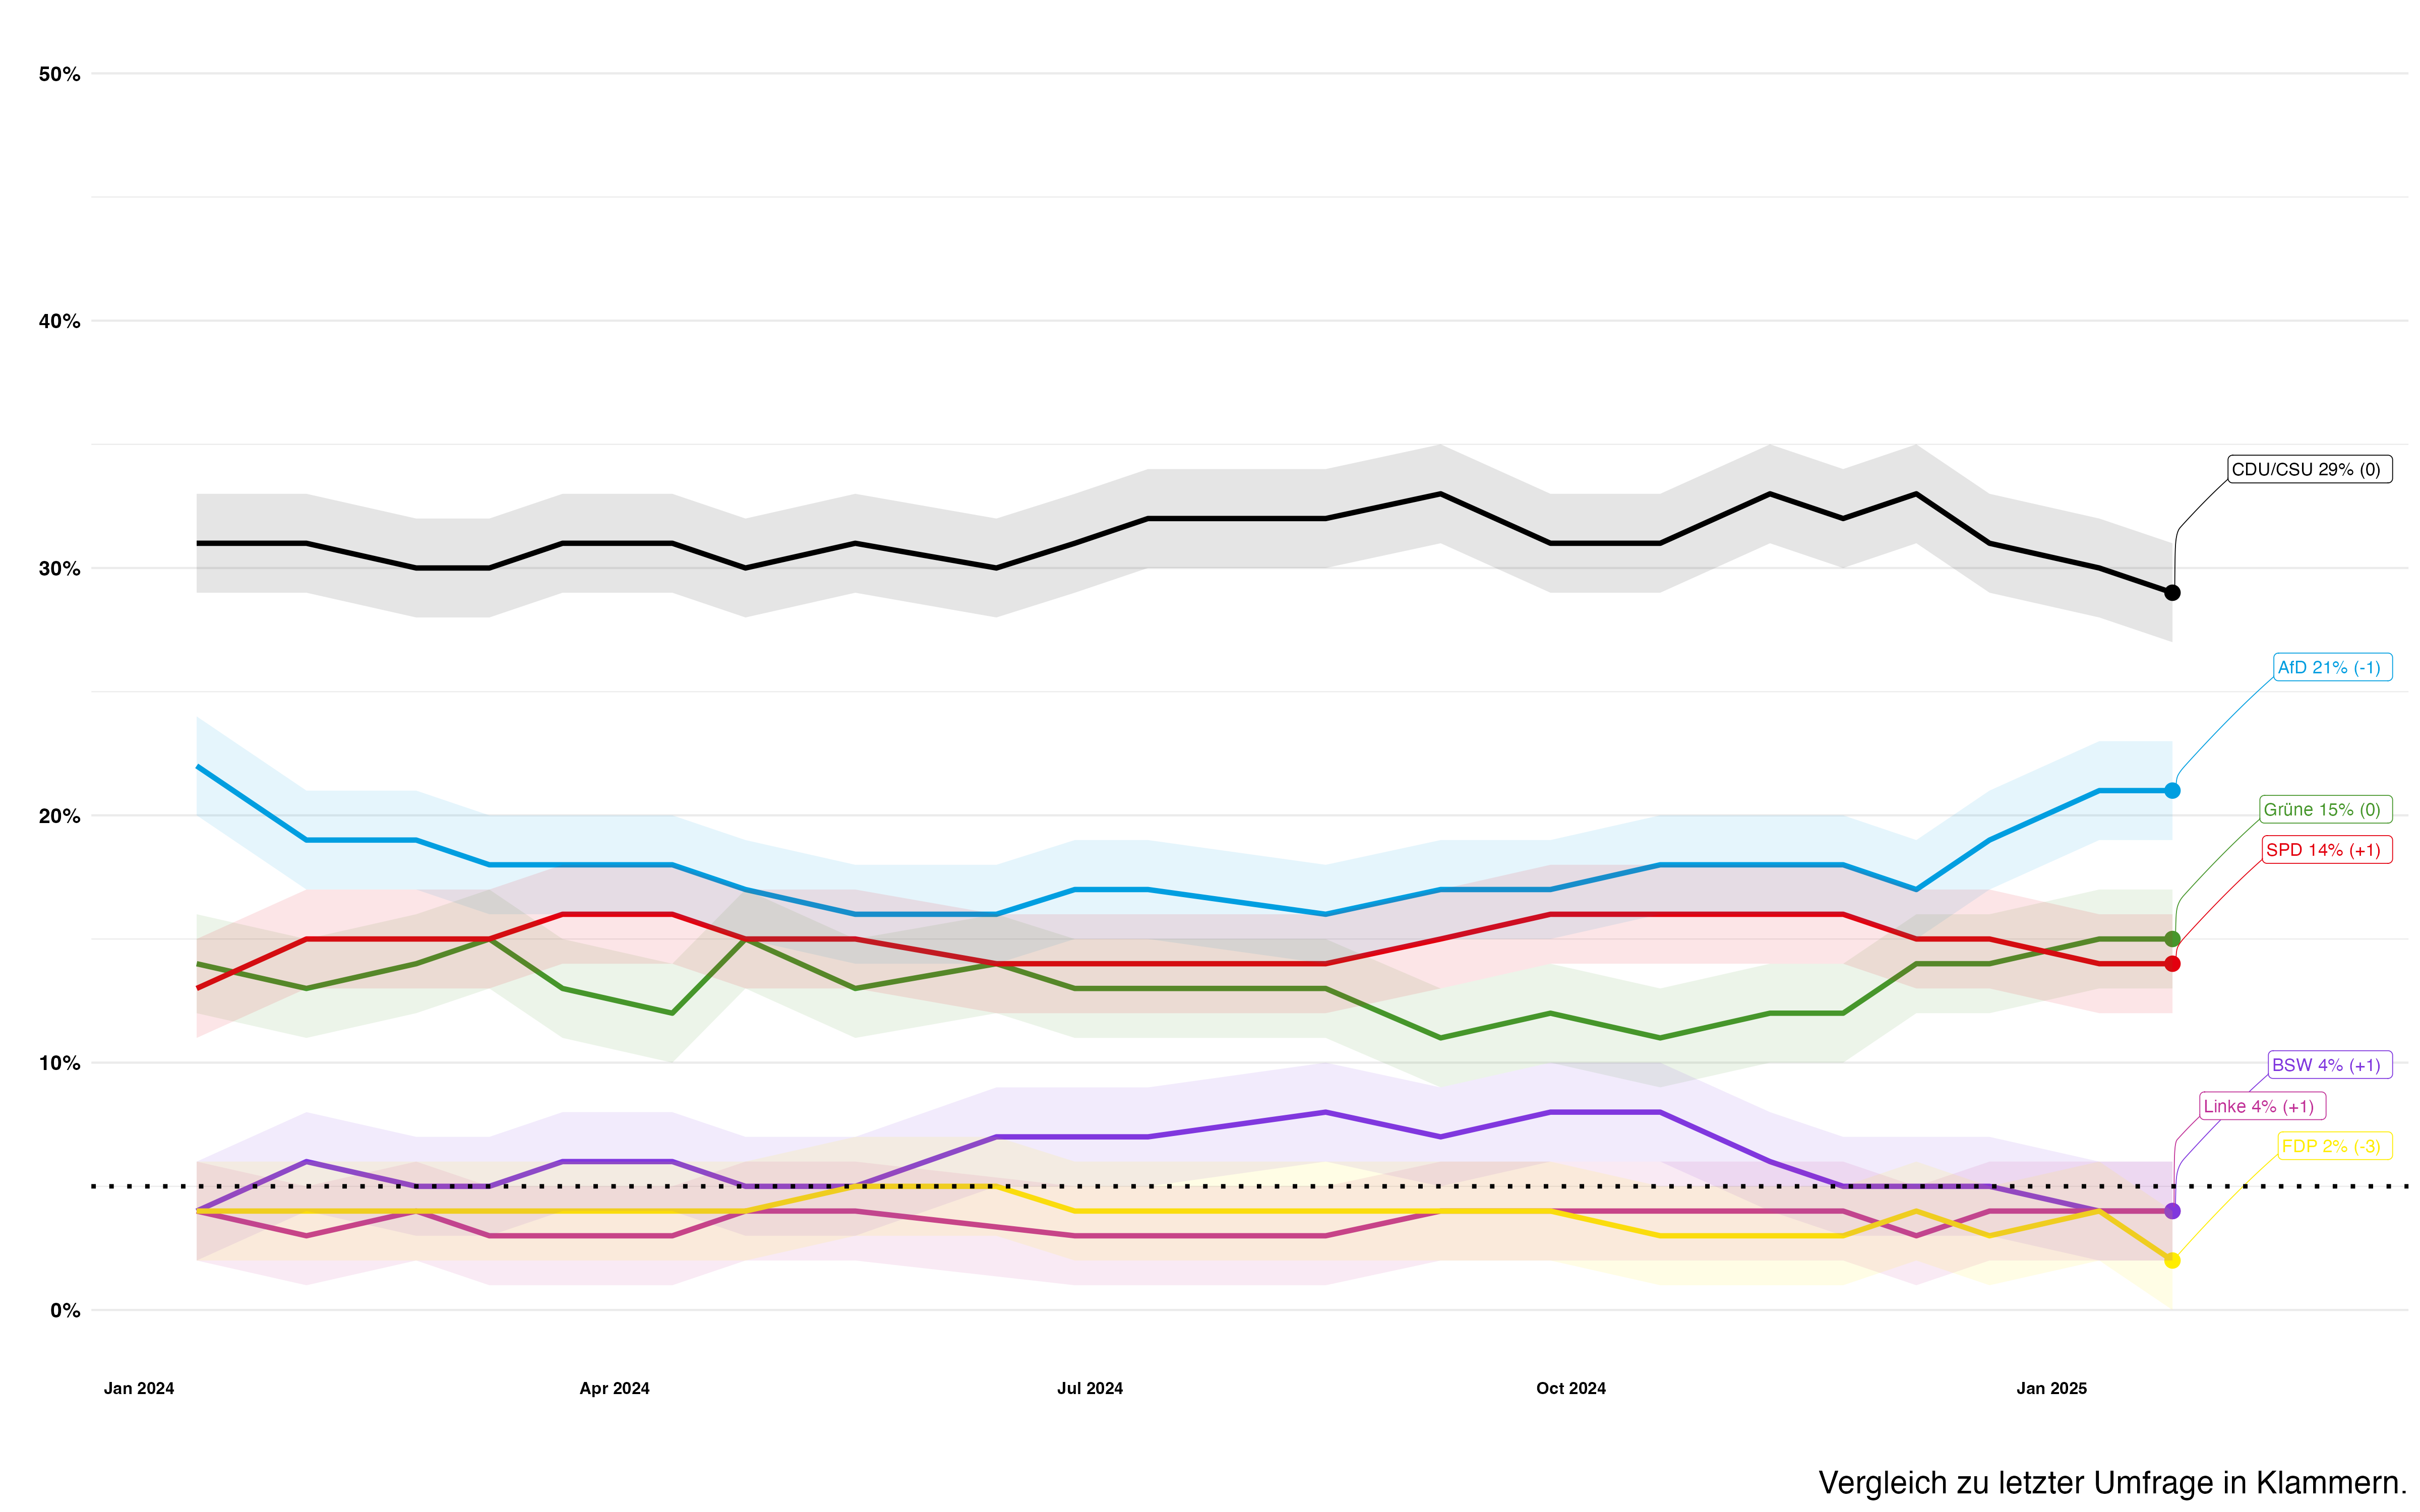 50%
40%
30%
20%
10%
0%
CDU/CSU 29% (0)
AfD 21% (-1)
Grüne 15% (0)
SPD 14% (+1)
BSW 4% (+1)
Linke 4% (+1)
FDP 2% (-3)
Jan 2024
Apr 2024
Jul 2024
Oct 2024
Jan 2025
Vergleich zu letzter Umfrage in Klammern.